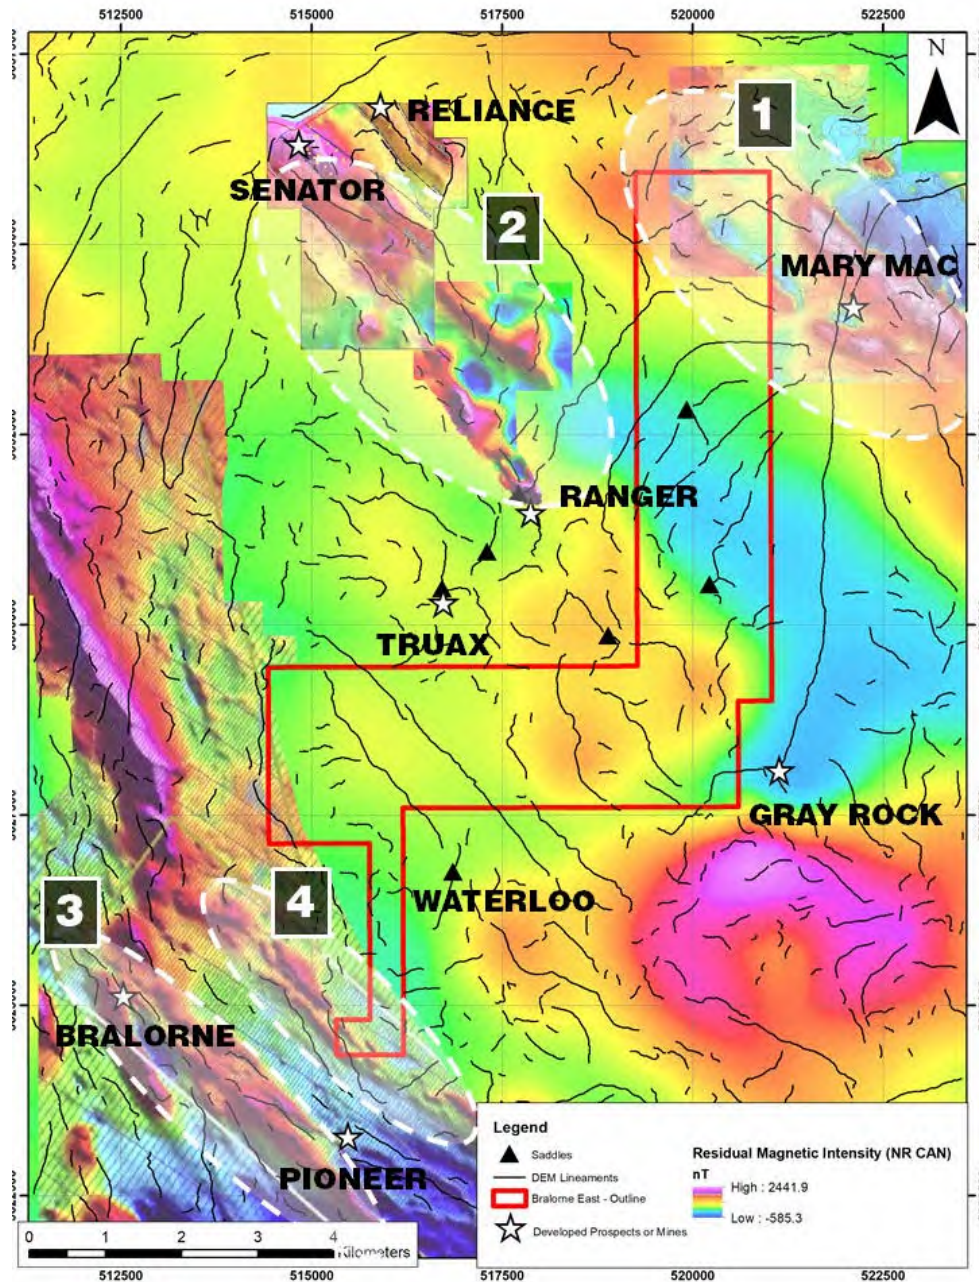 512500 515000 517500 520000 522500
N
1
RELIANCE
SENATOR
2
MARY MAC
RANGER
TRUAX
GRAY ROCK
3
4
WATERLOO
BRALORNE
PIONEER
Legend
Saddles
DEM Lineaments
Bralorne East - Outline
Developed Prospects or Mines
Residual Magnetic Intensity (NR CAN)
nT
High : 2441.9
Low : -585.3
0 1 2 3 4
Kilometers
512500 515000 517500 520000 522500